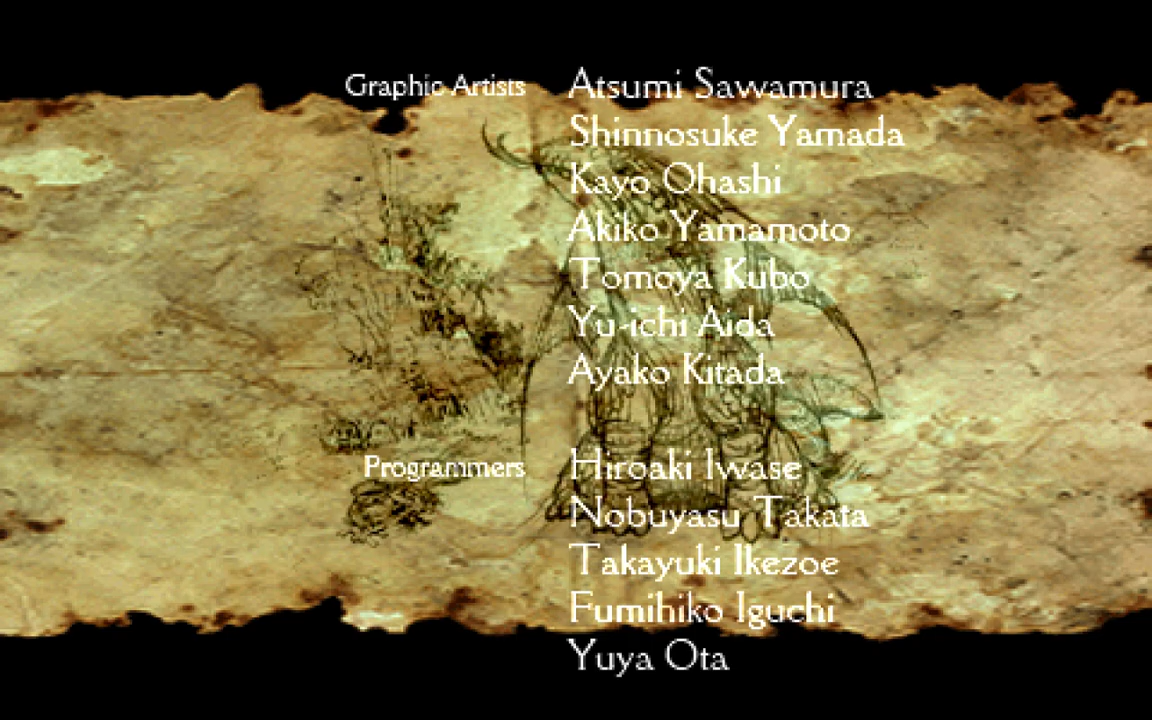 Graphic Artists Atsumi Sawamura
Shinnosuke Yamada
Kayo Ohashi
Akiko Yamamoto
Tomoya Kubo
Yu-ichi Aida
Ayako Kitada
Programmers Hiroaki Iwase
Nobuyasu Takata
Takayuki Ikezoe
Fumihiko Iguchi
Yuya Ota